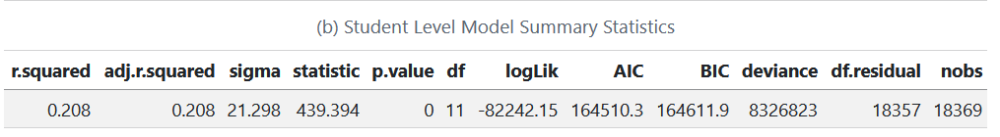 (b) Student Level Model Summary Statistics
r.squared adj.r.squared sigma statistic p.value df logLik AIC BIC deviance df.residual nobs
0.208 0.208 21.298 439.394 0 11 -82242.15 164510.3 164611.9 8326823 18357 18369